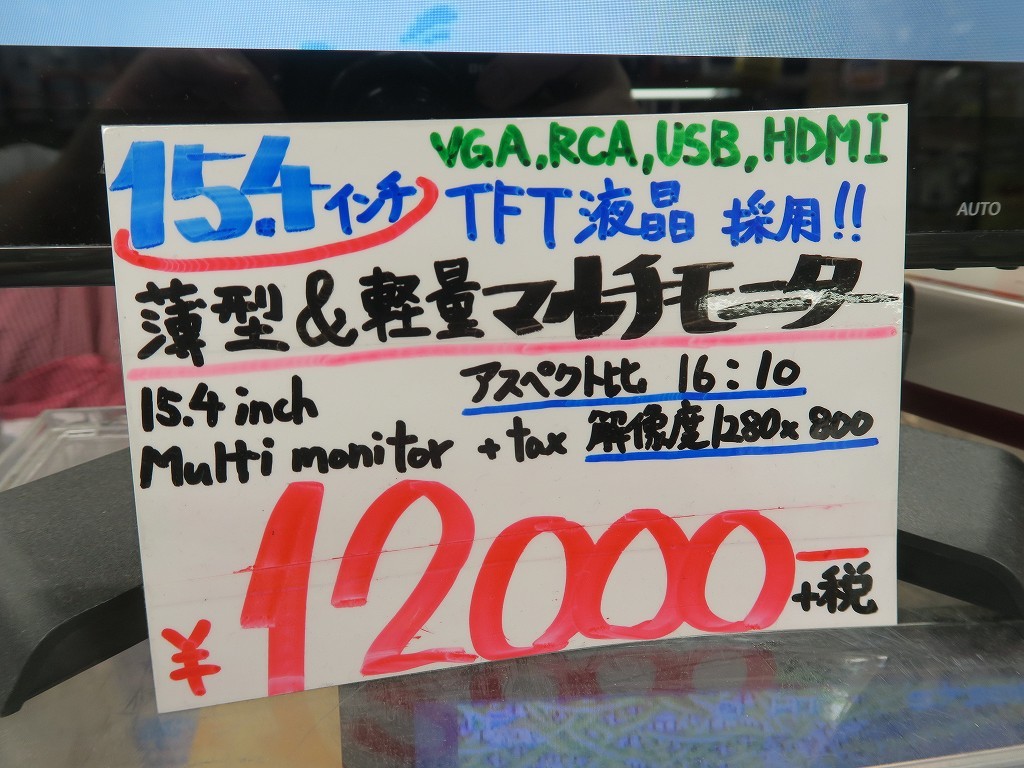 15.4インチ
VGA, RCA, USB, HDMI
TFT液晶 採用!!
薄型&軽量マルチモータ
15.4 inch
Multi monitor + tax
アスペクト比 16:10
解像度1280x800
¥12000—
+税
AUTO